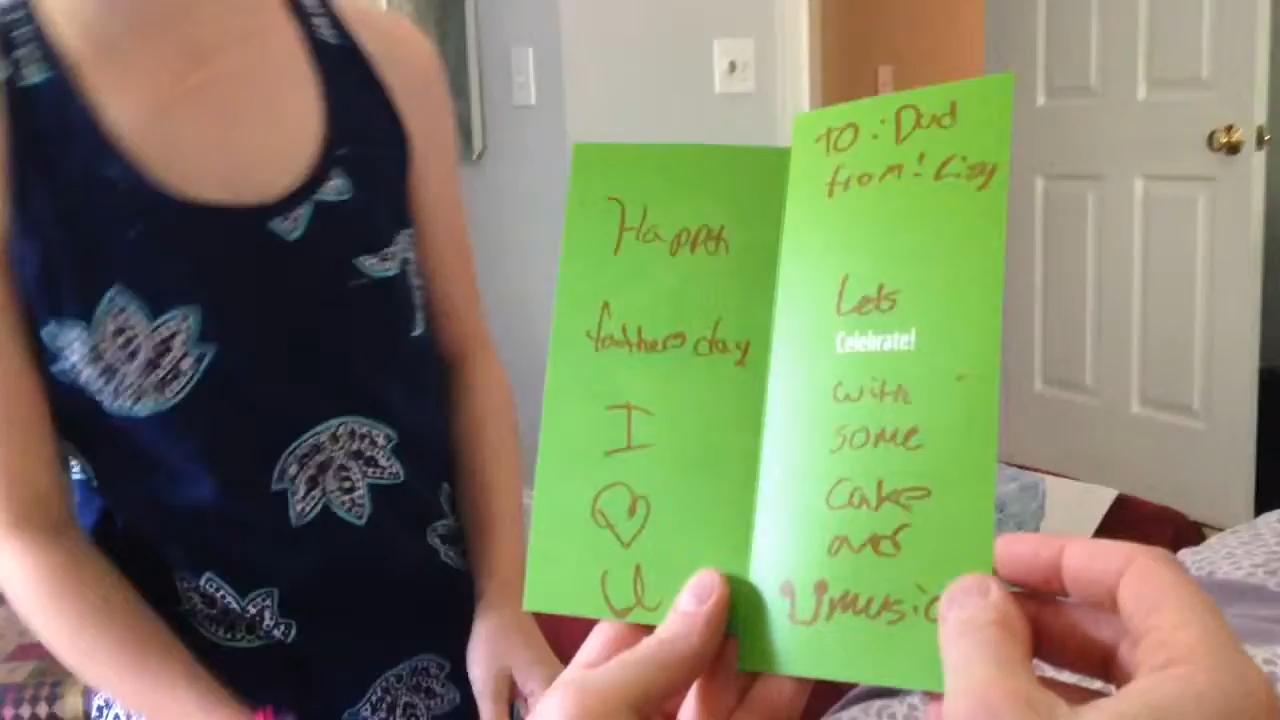 Happy
fathers day
I
♡
U
To: Dad
from! Lizy
Lets
Celebrate!
with
some
Cake
and
music